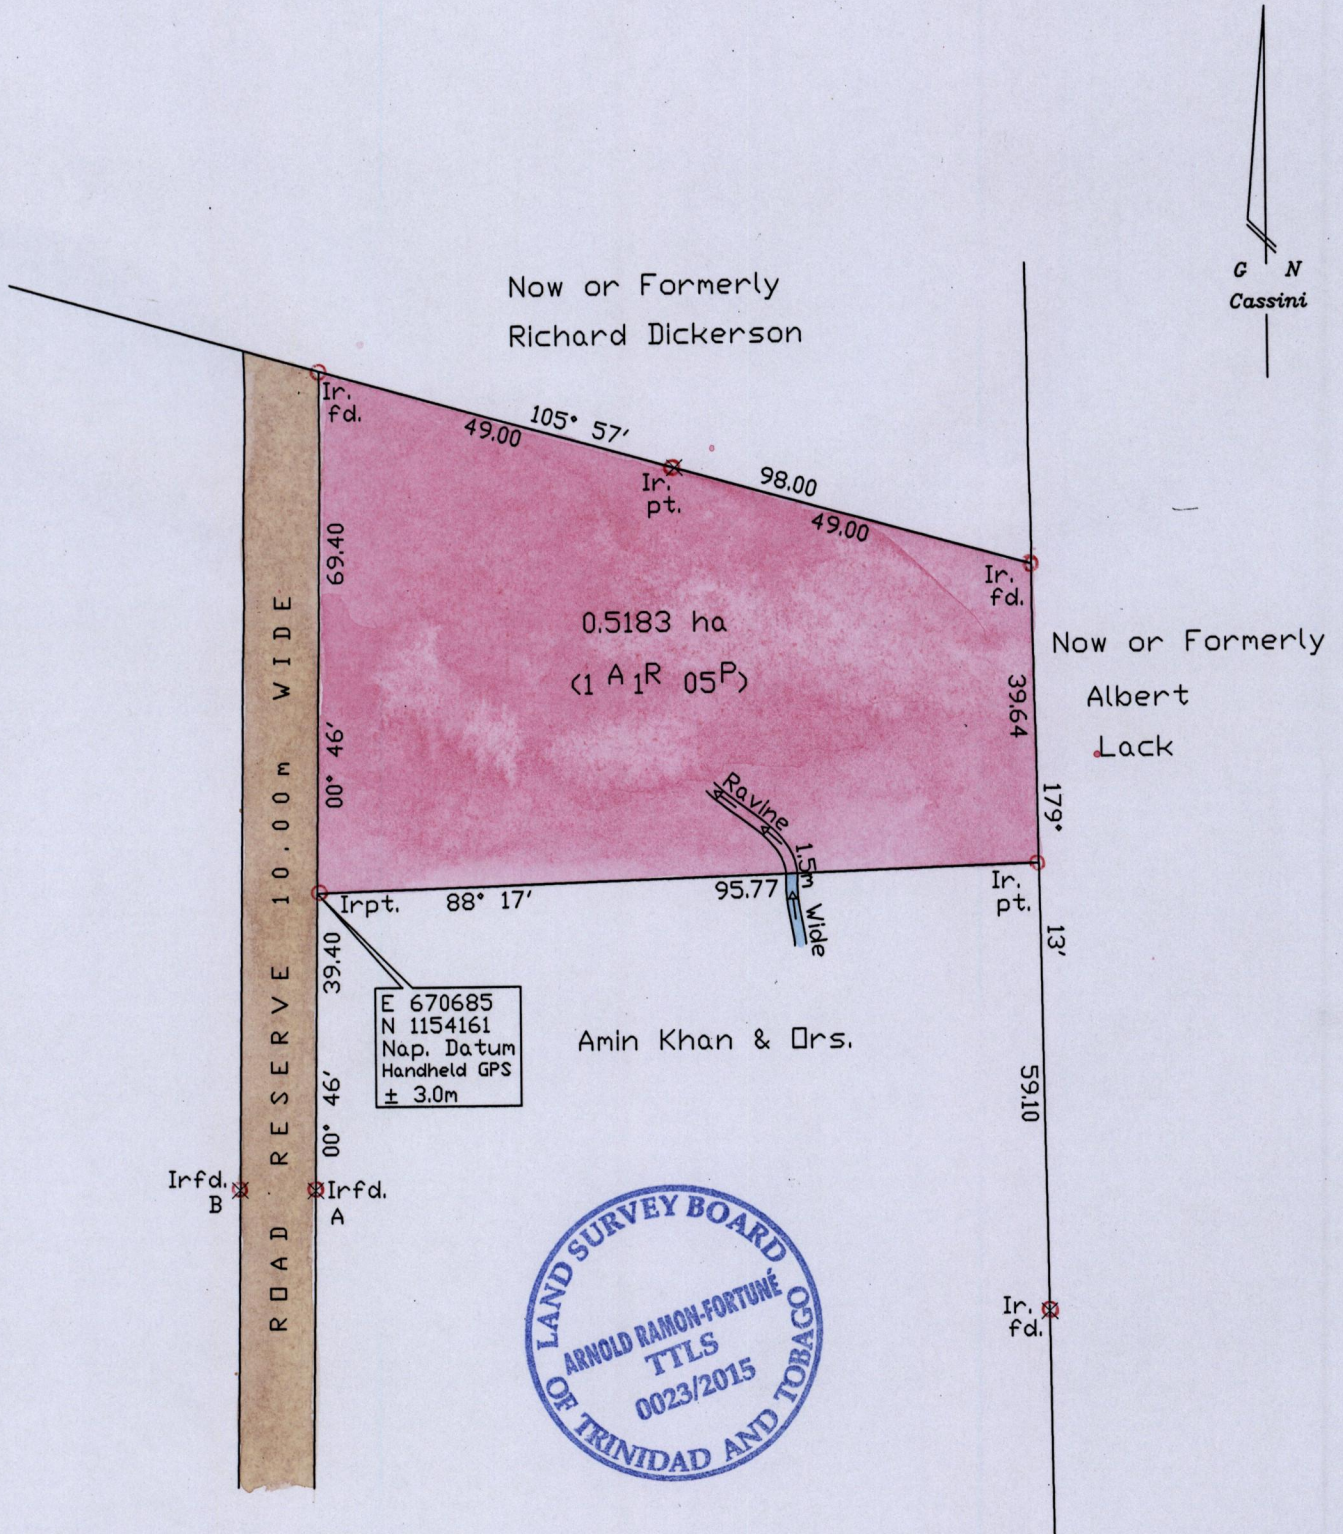 G N
Cassini
Now or Formerly
Richard Dickerson
Ir.
fd.
105° 57′
49.00
Ir.
pt.
98.00
49.00
Ir.
fd.
69.40
00° 46′
0.5183 ha
(1 A 1 R 05 P)
Now or Formerly
Albert
Lack
39.64
179°
13′
Ravine
1.5m Wide
Irpt.
88° 17′
95.77
Ir.
pt.
ROAD RESERVE 10.00m WIDE
39.40
00° 46′
E 670685
N 1154161
Nap. Datum
Handheld GPS
± 3.0m
Amin Khan & Ors.
59.10
Irfd.
B
Irfd.
A
Ir.
fd.
LAND SURVEY BOARD
OF TRINIDAD AND TOBAGO
ARNOLD RAMON-FORTUNÉ
TTLS
0023/2015